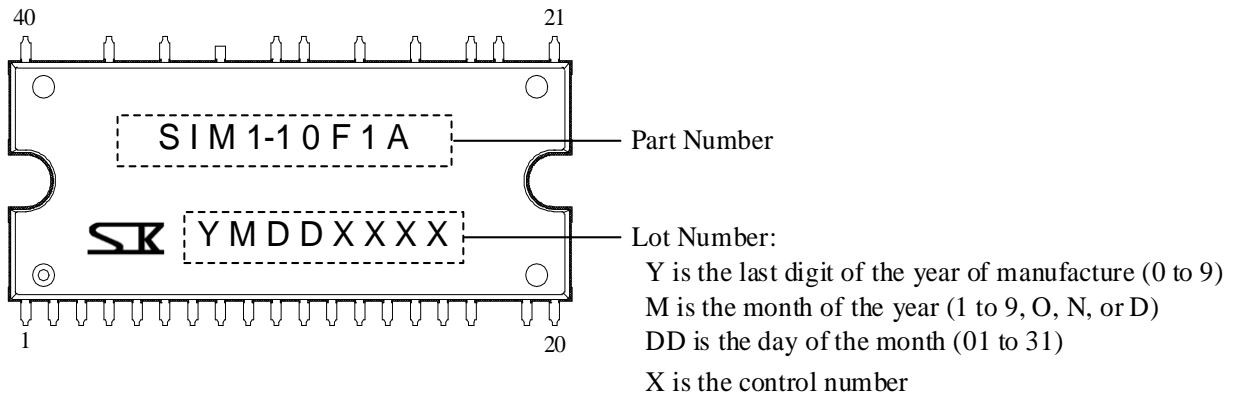 40 21
SIM1-10F1A
Part Number
SK YMDDXXXX
Lot Number:
Y is the last digit of the year of manufacture (0 to 9)
M is the month of the year (1 to 9, O, N, or D)
DD is the day of the month (01 to 31)
X is the control number
1 20